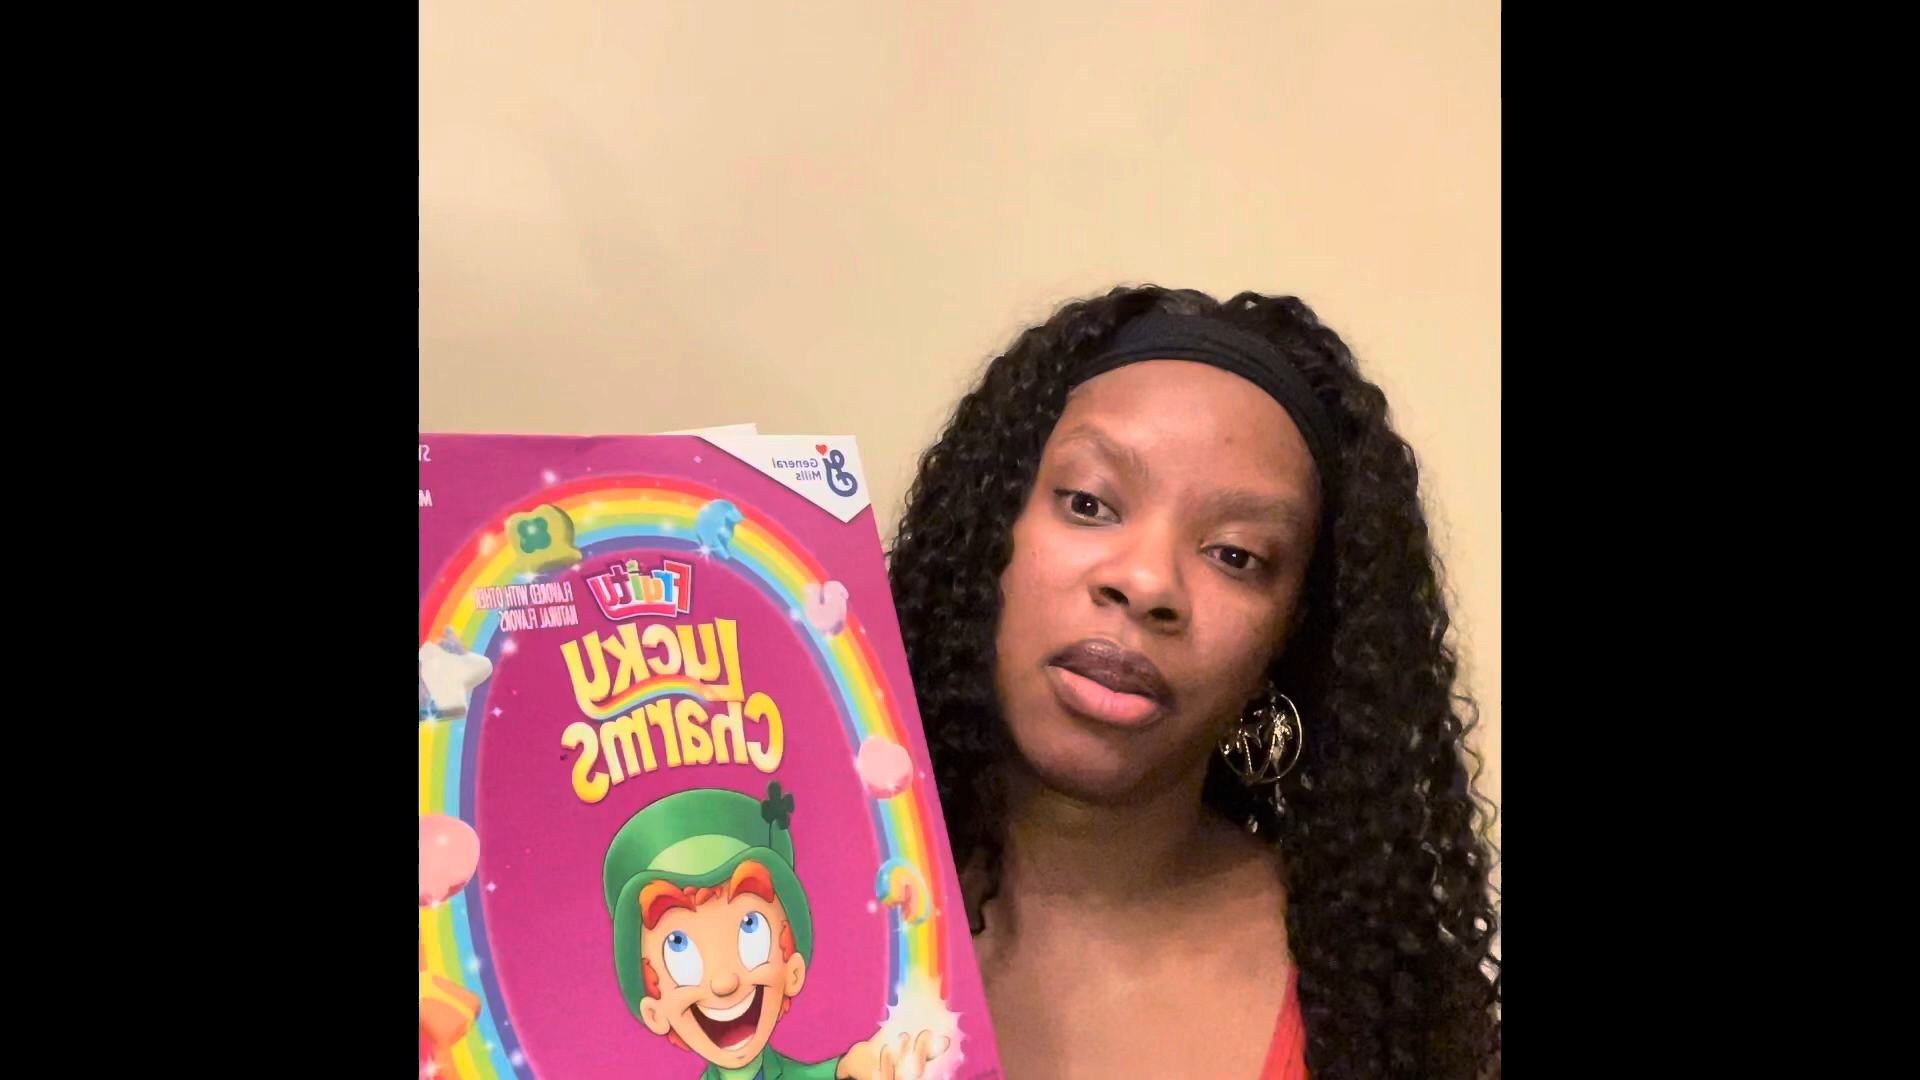 General
Mills
Fruity
FLAVORED WITH OTHER
NATURAL FLAVORS
Lucky
Charms